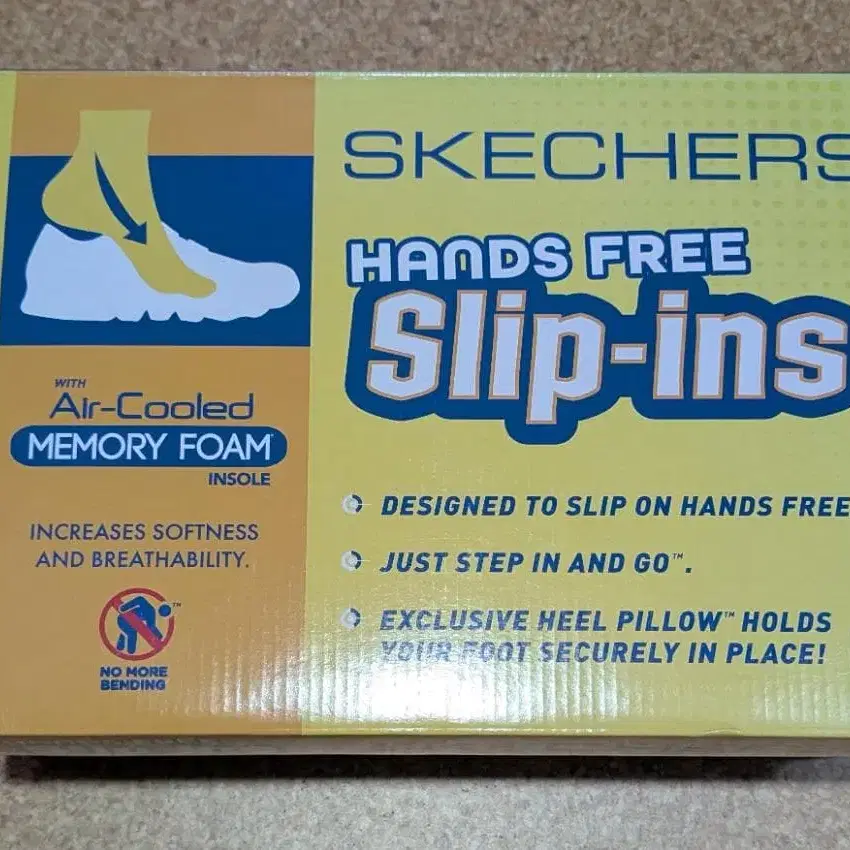 SKECHERS
HANDS FREE
Slip-ins
WITH
Air-Cooled
MEMORY FOAM
INSOLE
INCREASES SOFTNESS
AND BREATHABILITY.
NO MORE
BENDING
DESIGNED TO SLIP ON HANDS FREE
JUST STEP IN AND GO™.
EXCLUSIVE HEEL PILLOW™ HOLDS
YOUR FOOT SECURELY IN PLACE!